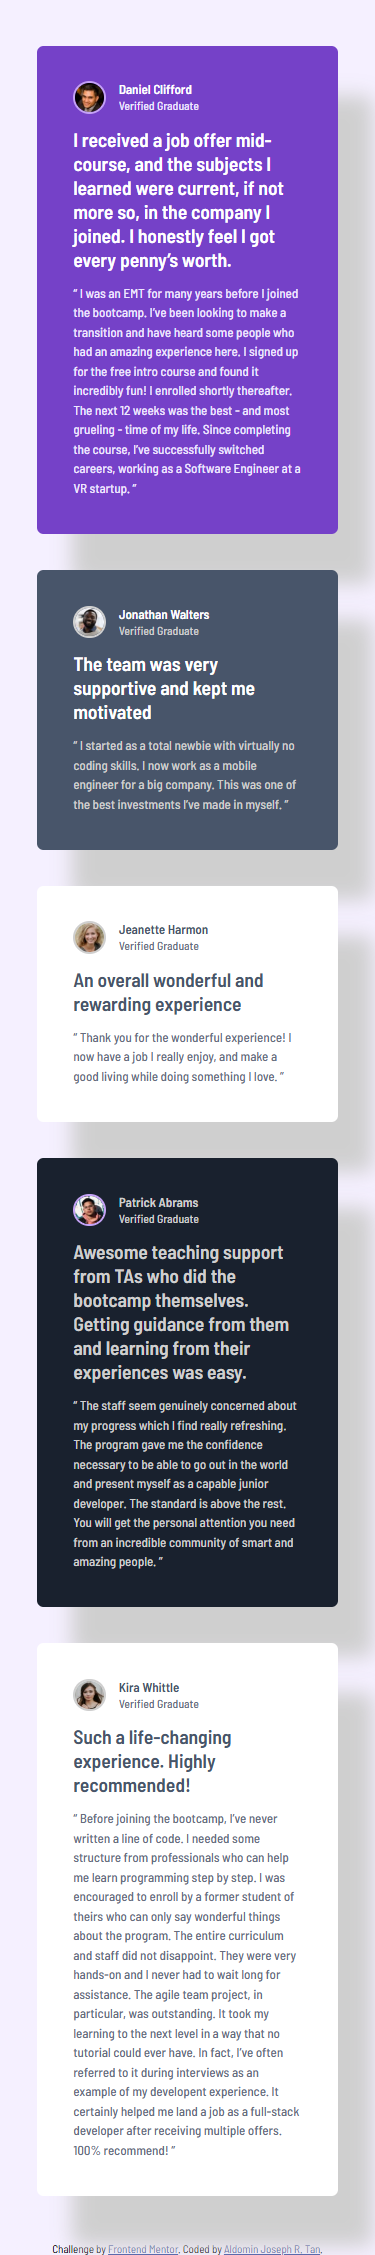 Daniel Clifford
Verified Graduate
I received a job offer mid-
course, and the subjects I
learned were current, if not
more so, in the company I
joined. I honestly feel I got
every penny’s worth.
“ I was an EMT for many years before I joined
the bootcamp. I’ve been looking to make a
transition and have heard some people who
had an amazing experience here. I signed up
for the free intro course and found it
incredibly fun! I enrolled shortly thereafter.
The next 12 weeks was the best - and most
grueling - time of my life. Since completing
the course, I’ve successfully switched
careers, working as a Software Engineer at a
VR startup. ”
Jonathan Walters
Verified Graduate
The team was very
supportive and kept me
motivated
“ I started as a total newbie with virtually no
coding skills. I now work as a mobile
engineer for a big company. This was one of
the best investments I’ve made in myself. ”
Jeanette Harmon
Verified Graduate
An overall wonderful and
rewarding experience
“ Thank you for the wonderful experience! I
now have a job I really enjoy, and make a
good living while doing something I love. ”
Patrick Abrams
Verified Graduate
Awesome teaching support
from TAs who did the
bootcamp themselves.
Getting guidance from them
and learning from their
experiences was easy.
“ The staff seem genuinely concerned about
my progress which I find really refreshing.
The program gave me the confidence
necessary to be able to go out in the world
and present myself as a capable junior
developer. The standard is above the rest.
You will get the personal attention you need
from an incredible community of smart and
amazing people. ”
Kira Whittle
Verified Graduate
Such a life-changing
experience. Highly
recommended!
“ Before joining the bootcamp, I’ve never
written a line of code. I needed some
structure from professionals who can help
me learn programming step by step. I was
encouraged to enroll by a former student of
theirs who can only say wonderful things
about the program. The entire curriculum
and staff did not disappoint. They were very
hands-on and I never had to wait long for
assistance. The agile team project, in
particular, was outstanding. It took my
learning to the next level in a way that no
tutorial could ever have. In fact, I’ve often
referred to it during interviews as an
example of my developent experience. It
certainly helped me land a job as a full-stack
developer after receiving multiple offers.
100% recommend! ”
Challenge by Frontend Mentor. Coded by Aldomin Joseph R. Tan.